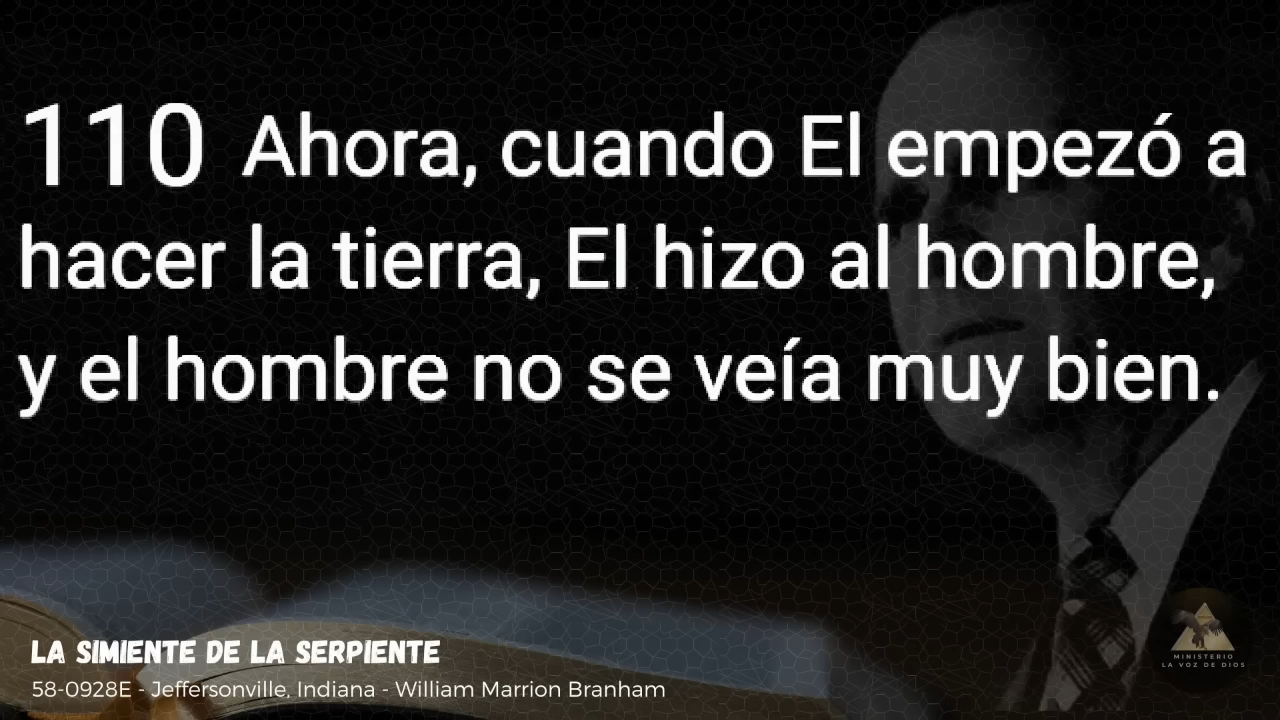 110 Ahora, cuando El empezó a
hacer la tierra, El hizo al hombre,
y el hombre no se veía muy bien.
LA SIMIENTE DE LA SERPIENTE
58-0928E - Jeffersonville, Indiana - William Marrion Branham
MINISTERIO
LA VOZ DE DIOS